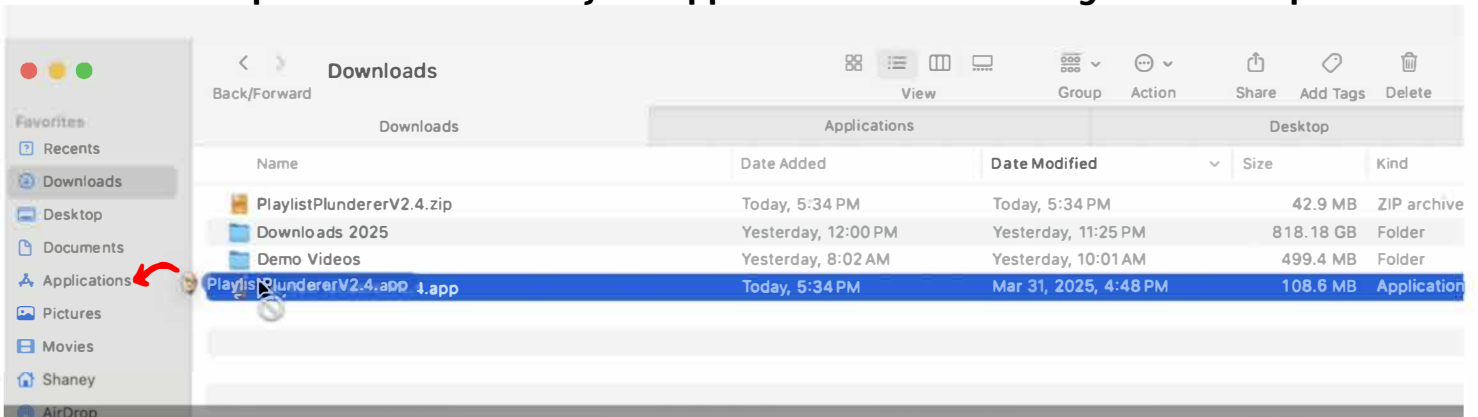 Downloads
Back/Forward
View
Group
Action
Share
Add Tags
Delete
Favorites
Downloads
Applications
Desktop
Recents
Name
Date Added
Date Modified
Size
Kind
Downloads
Desktop
PlaylistPlundererV2.4.zip
Today, 5:34 PM
Today, 5:34 PM
42.9 MB
ZIP archive
Downloads 2025
Yesterday, 12:00 PM
Yesterday, 11:25 PM
818.18 GB
Folder
Documents
Demo Videos
Yesterday, 8:02 AM
Yesterday, 10:01 AM
499.4 MB
Folder
Applications
PlaylistPlundererV2.4.app
4.app
Today, 5:34 PM
Mar 31, 2025, 4:48 PM
108.6 MB
Application
Pictures
Movies
Shaney
AirDrop